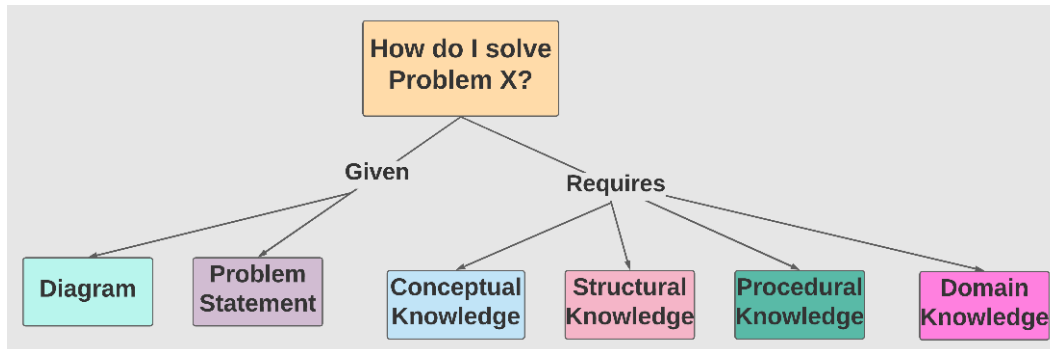 How do I solve
Problem X?
Given
Requires
Diagram
Problem
Statement
Conceptual
Knowledge
Structural
Knowledge
Procedural
Knowledge
Domain
Knowledge